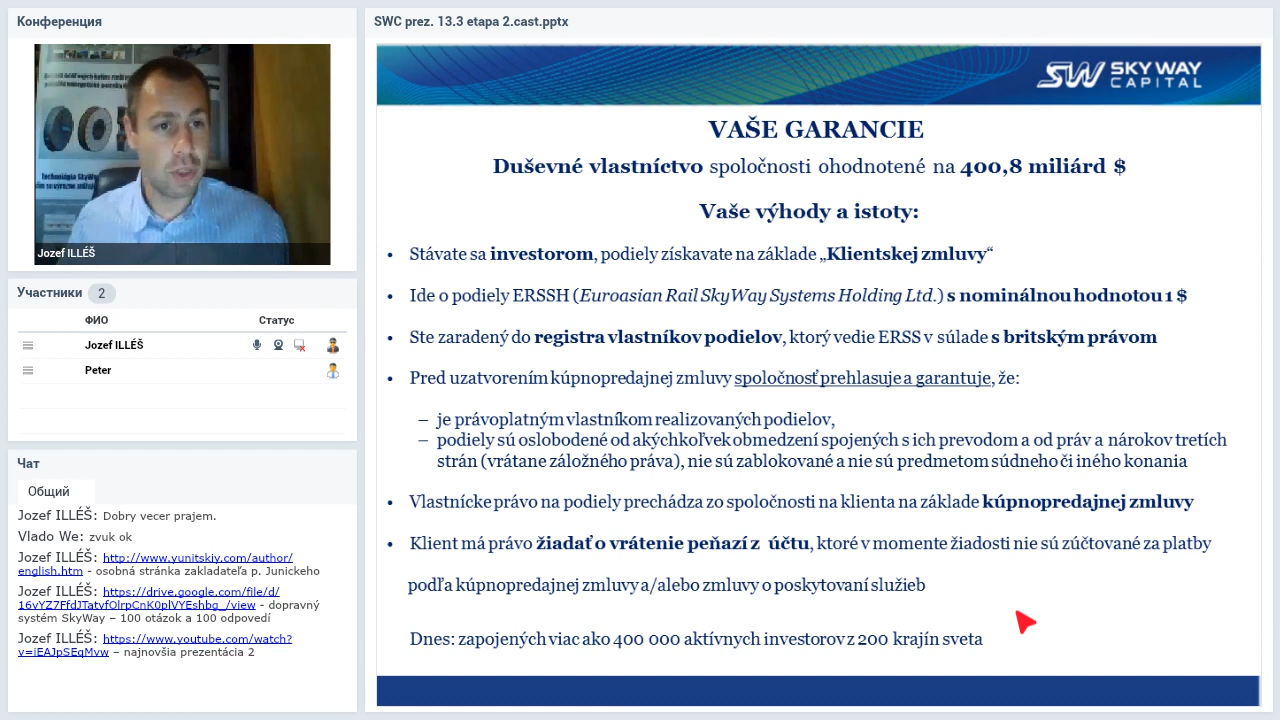 Конференция
Jozef ILLÉŠ
Участники 2
ФИО Статус
Jozef ILLÉŠ
Peter
Чат
Общий
Jozef ILLÉŠ: Dobry vecer prajem.
Vlado We: zvuk ok
Jozef ILLÉŠ: http://www.yunitskiy.com/author/
english.htm - osobná stránka zakladateľa p. Junickeho
Jozef ILLÉŠ: https://drive.google.com/file/d/
16vYZ7FfdJTatvfOlrpCnK0plVYEshbg_/view - dopravný
systém SkyWay – 100 otázok a 100 odpovedí
Jozef ILLÉŠ: https://www.youtube.com/watch?
v=iEAJpSEqMvw – najnovšia prezentácia 2
SWC prez. 13.3 etapa 2.cast.pptx
SW SKY WAY
CAPITAL
VAŠE GARANCIE
Duševné vlastníctvo spoločnosti ohodnotené na 400,8 miliárd $
Vaše výhody a istoty:
• Stávate sa investorom, podiely získavate na základe „Klientskej zmluvy“
• Ide o podiely ERSSH (Euroasian Rail SkyWay Systems Holding Ltd.) s nominálnou hodnotou 1 $
• Ste zaradený do registra vlastníkov podielov, ktorý vedie ERSS v súlade s britským právom
• Pred uzatvorením kúpnopredajnej zmluvy spoločnosť prehlasuje a garantuje, že:
– je právoplatným vlastníkom realizovaných podielov,
– podiely sú oslobodené od akýchkoľvek obmedzení spojených s ich prevodom a od práv a nárokov tretích
strán (vrátane záložného práva), nie sú zablokované a nie sú predmetom súdneho či iného konania
• Vlastnícke právo na podiely prechádza zo spoločnosti na klienta na základe kúpnopredajnej zmluvy
• Klient má právo žiadať o vrátenie peňazí z účtu, ktoré v momente žiadosti nie sú zúčtované za platby
podľa kúpnopredajnej zmluvy a/alebo zmluvy o poskytovaní služieb
Dnes: zapojených viac ako 400 000 aktívnych investorov z 200 krajín sveta